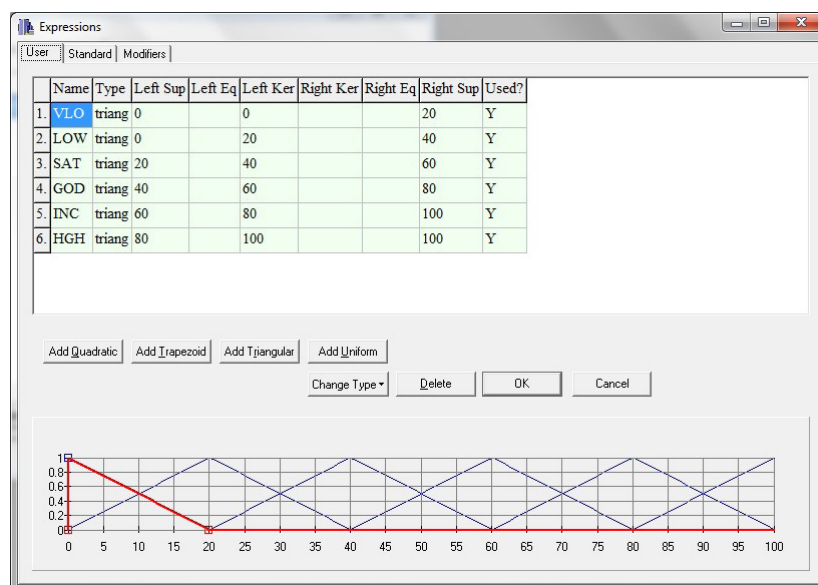 Expressions
User Standard Modifiers
Name Type Left Sup Left Eq Left Ker Right Ker Right Eq Right Sup Used?
1. VLO triang 0 0 20 Y
2. LOW triang 0 20 40 Y
3. SAT triang 20 40 60 Y
4. GOD triang 40 60 80 Y
5. INC triang 60 80 100 Y
6. HGH triang 80 100 100 Y
Add Quadratic Add Trapezoid Add Triangular Add Uniform
Change Type Delete OK Cancel
1
0.8
0.6
0.4
0.2
0
0 5 10 15 20 25 30 35 40 45 50 55 60 65 70 75 80 85 90 95 100